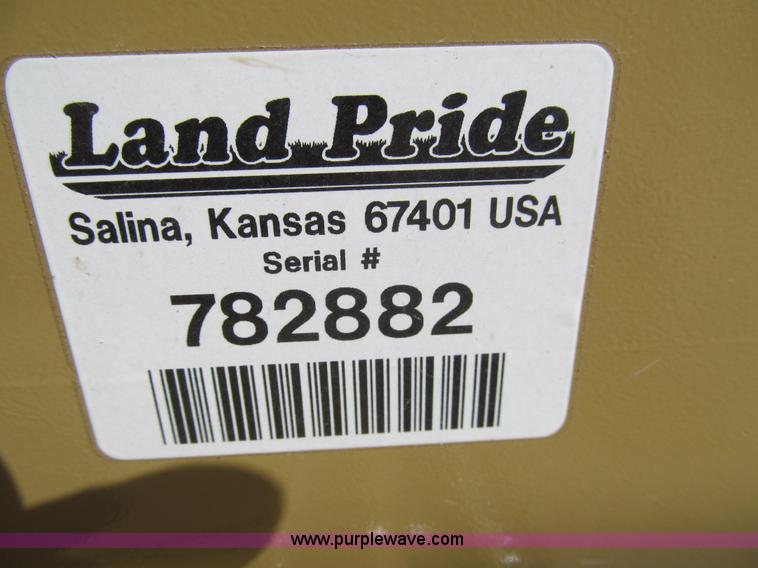 Land Pride
Salina, Kansas 67401 USA
Serial #
782882
www.purplewave.com